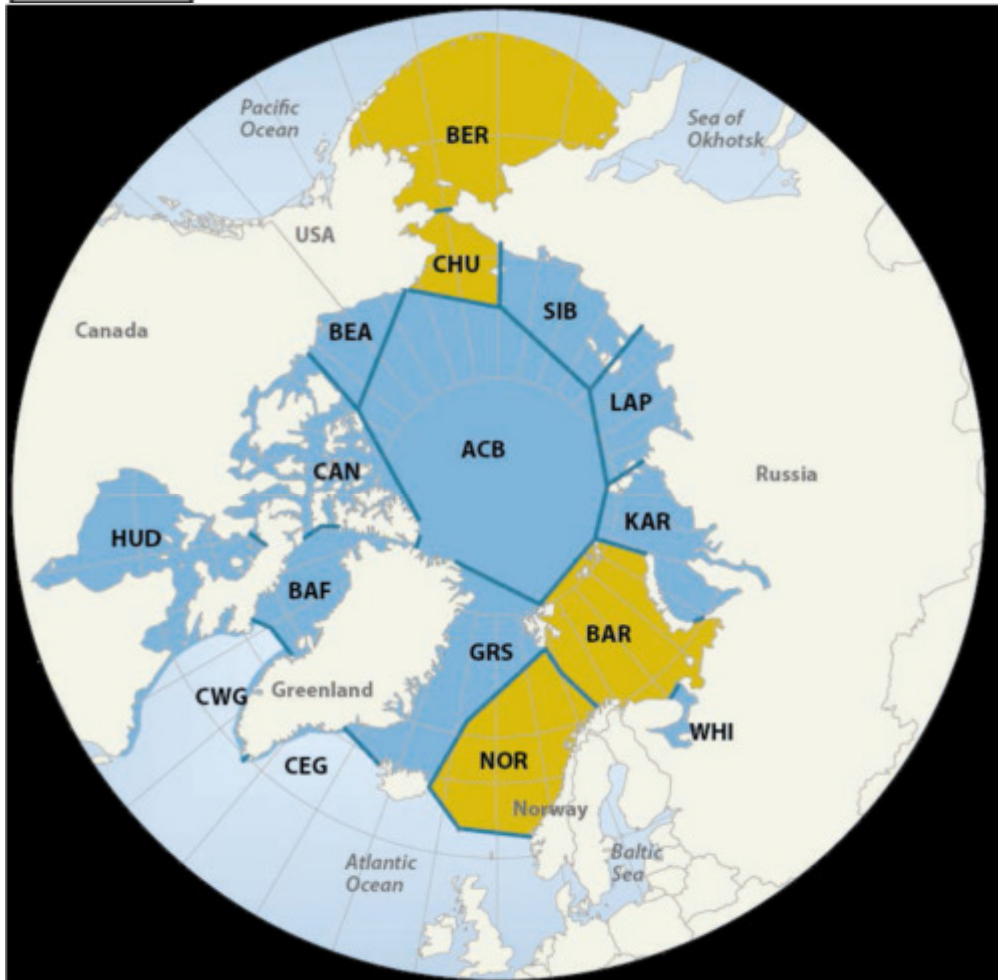 Pacific
Ocean
BER
Sea of
Okhotsk
USA
CHU
SIB
BEA
Canada
LAP
ACB
CAN
Russia
KAR
HUD
BAF
BAR
GRS
Greenland
CWG
WHI
NOR
CEG
Norway
Baltic
Sea
Atlantic
Ocean